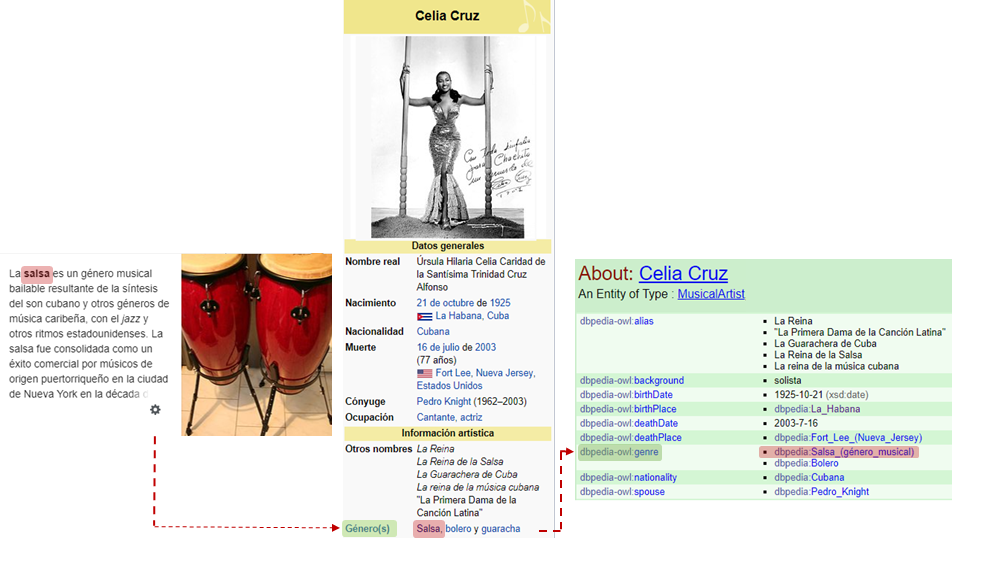 La salsa es un género musical
bailable resultante de la síntesis
del son cubano y otros géneros de
música caribeña, con el jazz y
otros ritmos estadounidenses. La
salsa fue consolidada como un
éxito comercial por músicos de
origen puertorriqueño en la ciudad
de Nueva York en la década d
Celia Cruz
Con todo
para Chachita
un recuerdo de
Celia Cruz
Datos generales
Nombre real Úrsula Hilaria Celia Caridad de
la Santísima Trinidad Cruz
Alfonso
Nacimiento 21 de octubre de 1925
La Habana, Cuba
Nacionalidad Cubana
Muerte 16 de julio de 2003
(77 años)
Fort Lee, Nueva Jersey,
Estados Unidos
Cónyuge Pedro Knight (1962–2003)
Ocupación Cantante, actriz
Información artística
Otros nombres La Reina
La Reina de la Salsa
La Guarachera de Cuba
La reina de la música cubana
"La Primera Dama de la
Canción Latina"
Género(s) Salsa, bolero y guaracha
About: Celia Cruz
An Entity of Type : MusicalArtist
dbpedia-owl:alias ▪ La Reina
▪ "La Primera Dama de la Canción Latina"
▪ La Guarachera de Cuba
▪ La Reina de la Salsa
▪ La reina de la música cubana
dbpedia-owl:background ▪ solista
dbpedia-owl:birthDate ▪ 1925-10-21 (xsd:date)
dbpedia-owl:birthPlace ▪ dbpedia:La_Habana
dbpedia-owl:deathDate ▪ 2003-7-16
dbpedia-owl:deathPlace ▪ dbpedia:Fort_Lee_(Nueva_Jersey)
dbpedia-owl:genre ▪ dbpedia:Salsa_(género_musical)
▪ dbpedia:Bolero
dbpedia-owl:nationality ▪ dbpedia:Cubana
dbpedia-owl:spouse ▪ dbpedia:Pedro_Knight